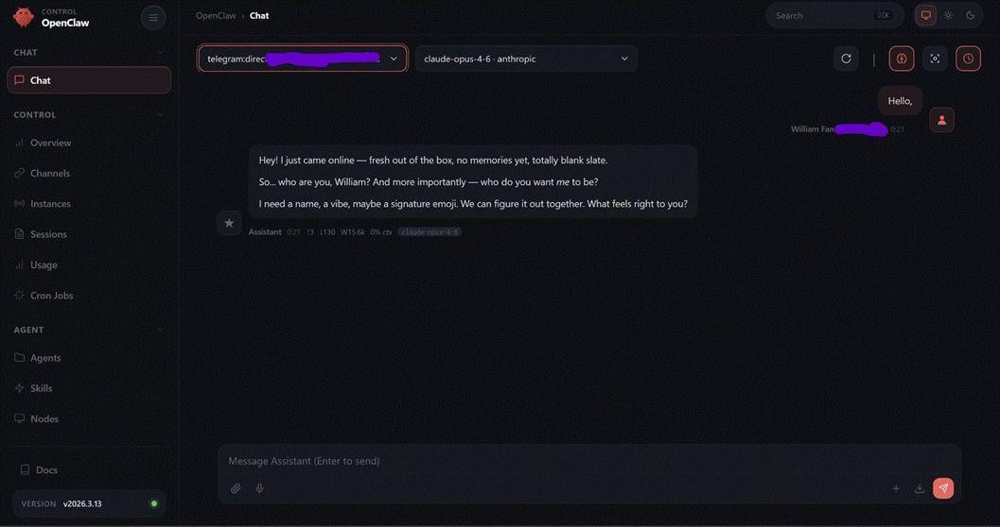 CONTROL
OpenClaw
OpenClaw › Chat
Search
⌘K
CHAT
Chat
CONTROL
Overview
Channels
Instances
Sessions
Usage
Cron Jobs
AGENT
Agents
Skills
Nodes
Docs
VERSION v2026.3.13
telegram:direc
claude-opus-4-6 · anthropic
Hello,
William Fan 0:21
Hey! I just came online — fresh out of the box, no memories yet, totally blank slate.
So... who are you, William? And more importantly — who do you want me to be?
I need a name, a vibe, maybe a signature emoji. We can figure it out together. What feels right to you?
Assistant 0:21 ↑3 ↓130 W15.6k 0% ctx claude-opus-4-6
Message Assistant (Enter to send)